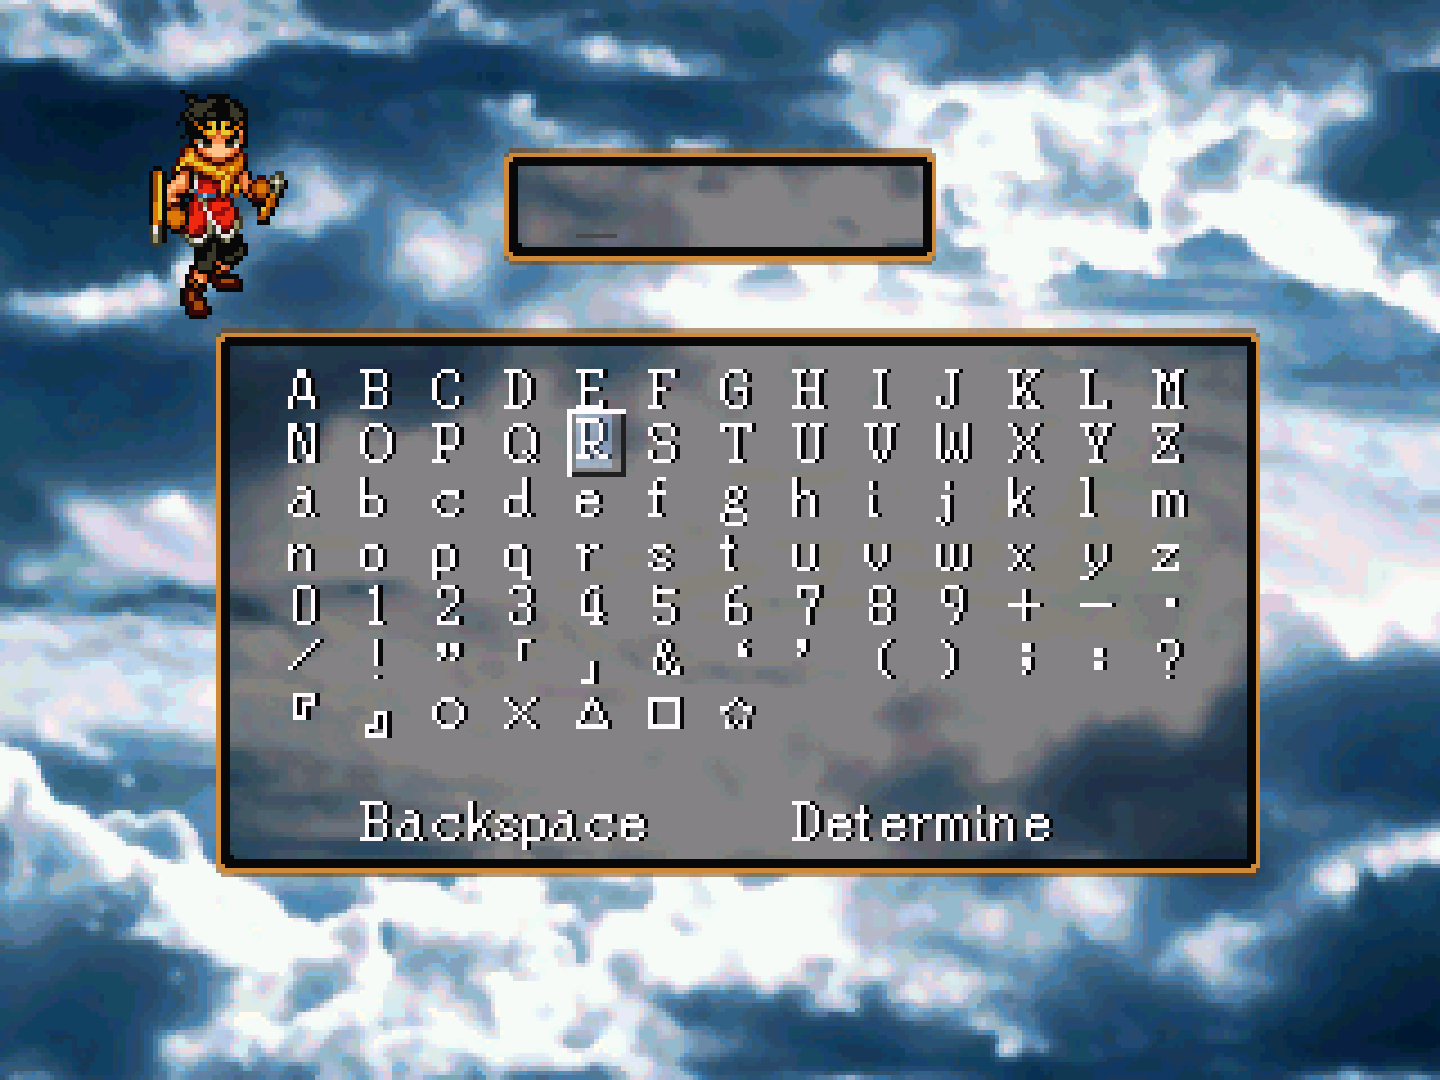 A B C D E F G H I J K L M
N O P Q R S T U V W X Y Z
a b c d e f g h i j k l m
n o p q r s t u v w x y z
0 1 2 3 4 5 6 7 8 9 + − ·
/ ! " 「 」 & ‘ ’ ( ) ; : ?
『 』 ○ × △ □ ☆
Backspace Determine